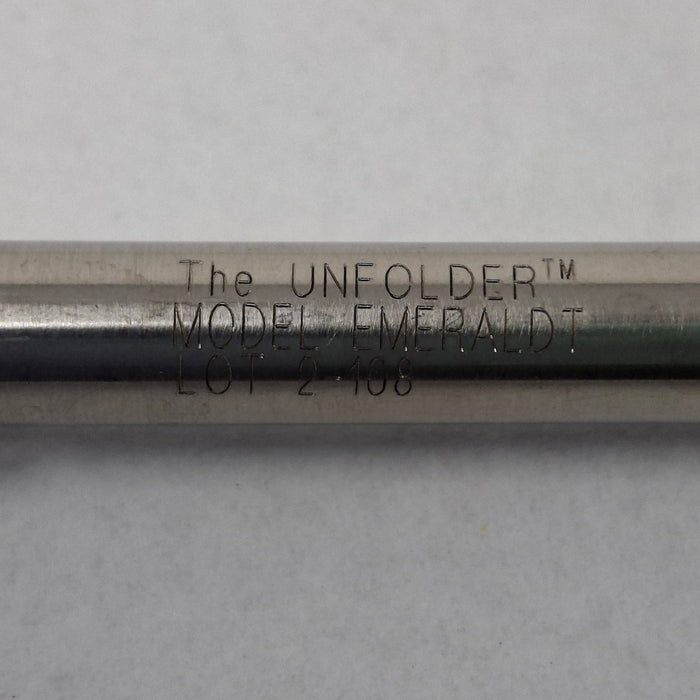 The UNFOLDER™
MODEL EMERALDT
LOT 2-108